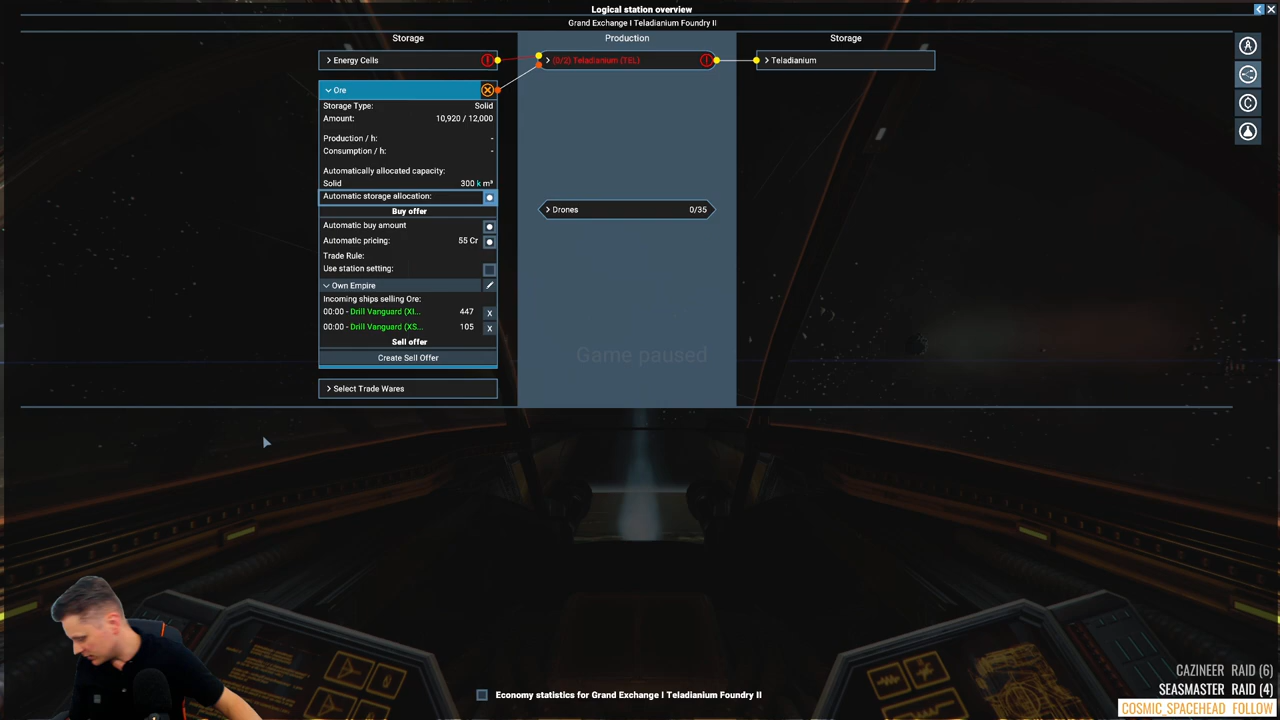 Logical station overview
Grand Exchange I Teladianium Foundry II
Storage
Production
Storage
Energy Cells
(0/2) Teladianium (TEL)
Teladianium
Ore
Storage Type: Solid
Amount: 10,920 / 12,000
Production / h: -
Consumption / h: -
Automatically allocated capacity:
Solid 300 k m³
Automatic storage allocation:
Buy offer
Automatic buy amount
Automatic pricing: 55 Cr
Trade Rule:
Use station setting:
Own Empire
Incoming ships selling Ore:
00:00 - Drill Vanguard (XI... 447 x
00:00 - Drill Vanguard (XS... 105 x
Sell offer
Create Sell Offer
Select Trade Wares
Drones 0/35
Game paused
Economy statistics for Grand Exchange I Teladianium Foundry II
CAZINEER RAID (6)
SEASMASTER RAID (4)
COSMIC_SPACEHEAD FOLLOW